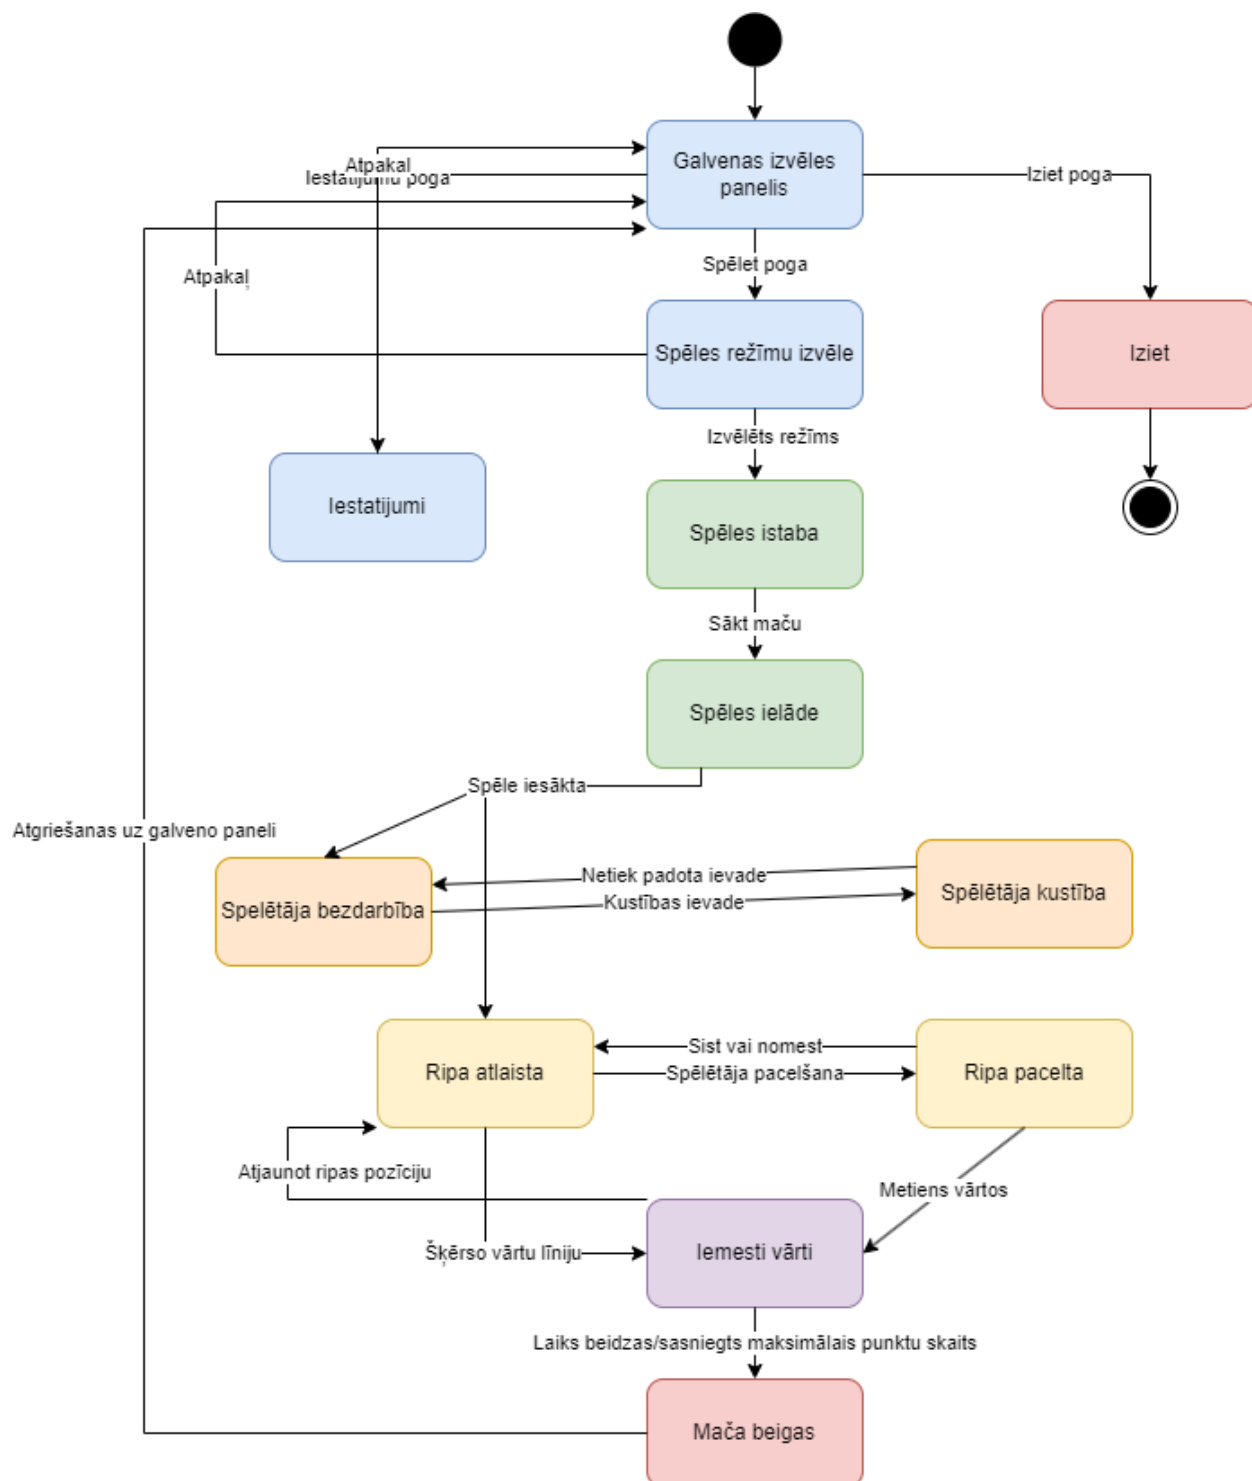 Galvenas izvēles
panelis
Atpakaļ
Iestatījumu poga
Iziet poga
Spēlet poga
Atpakaļ
Spēles režīmu izvēle
Iziet
Izvēlēts režīms
Iestatijumi
Spēles istaba
Sākt maču
Spēles ielāde
Spēle iesākta
Atgriešanas uz galveno paneli
Netiek padota ievade
Kustības ievade
Spelētāja bezdarbība
Spēlētāja kustība
Sist vai nomest
Spēlētāja pacelšana
Ripa atlaista
Ripa pacelta
Atjaunot ripas pozīciju
Metiens vārtos
Šķērso vārtu līniju
Iemesti vārti
Laiks beidzas/sasniegts maksimālais punktu skaits
Mača beigas